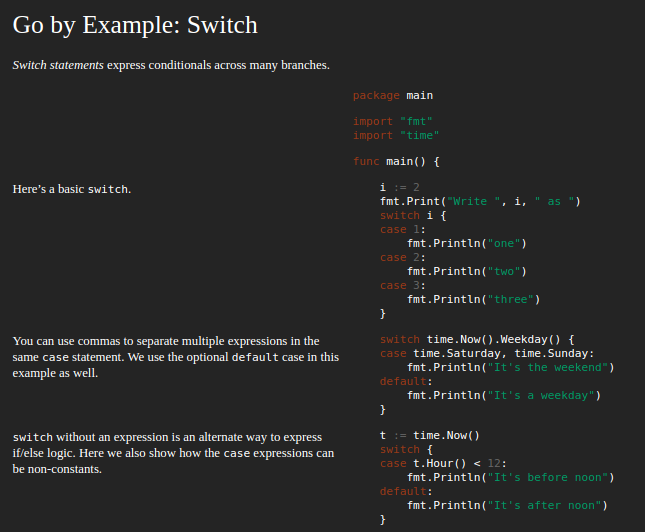 Go by Example: Switch
Switch statements express conditionals across many branches.
package main
import "fmt"
import "time"
func main() {
Here’s a basic switch.
i := 2
fmt.Print("Write ", i, " as ")
switch i {
case 1:
fmt.Println("one")
case 2:
fmt.Println("two")
case 3:
fmt.Println("three")
}
You can use commas to separate multiple expressions in the
same case statement. We use the optional default case in this
example as well.
switch time.Now().Weekday() {
case time.Saturday, time.Sunday:
fmt.Println("It's the weekend")
default:
fmt.Println("It's a weekday")
}
switch without an expression is an alternate way to express
if/else logic. Here we also show how the case expressions can
be non-constants.
t := time.Now()
switch {
case t.Hour() < 12:
fmt.Println("It's before noon")
default:
fmt.Println("It's after noon")
}